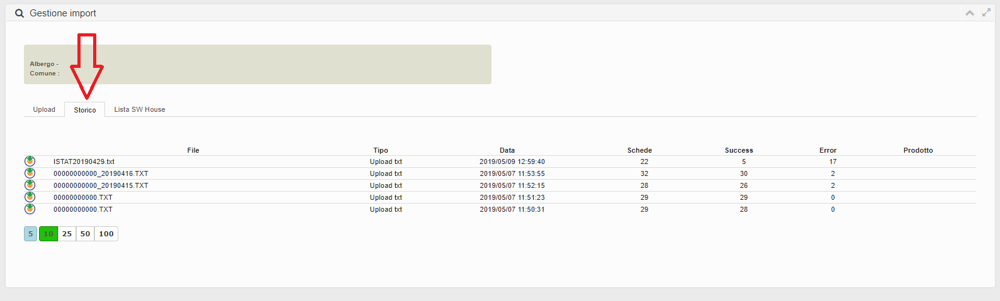 Gestione import
Albergo -
Comune :
Upload Storico Lista SW House
File Tipo Data Schede Success Error Prodotto
ISTAT20190429.txt Upload txt 2019/05/09 12:59:40 22 5 17
00000000000_20190416.TXT Upload txt 2019/05/07 11:53:55 32 30 2
00000000000_20190415.TXT Upload txt 2019/05/07 11:52:15 28 26 2
00000000000.TXT Upload txt 2019/05/07 11:51:23 29 29 0
00000000000.TXT Upload txt 2019/05/07 11:50:31 29 28 0
5 10 25 50 100